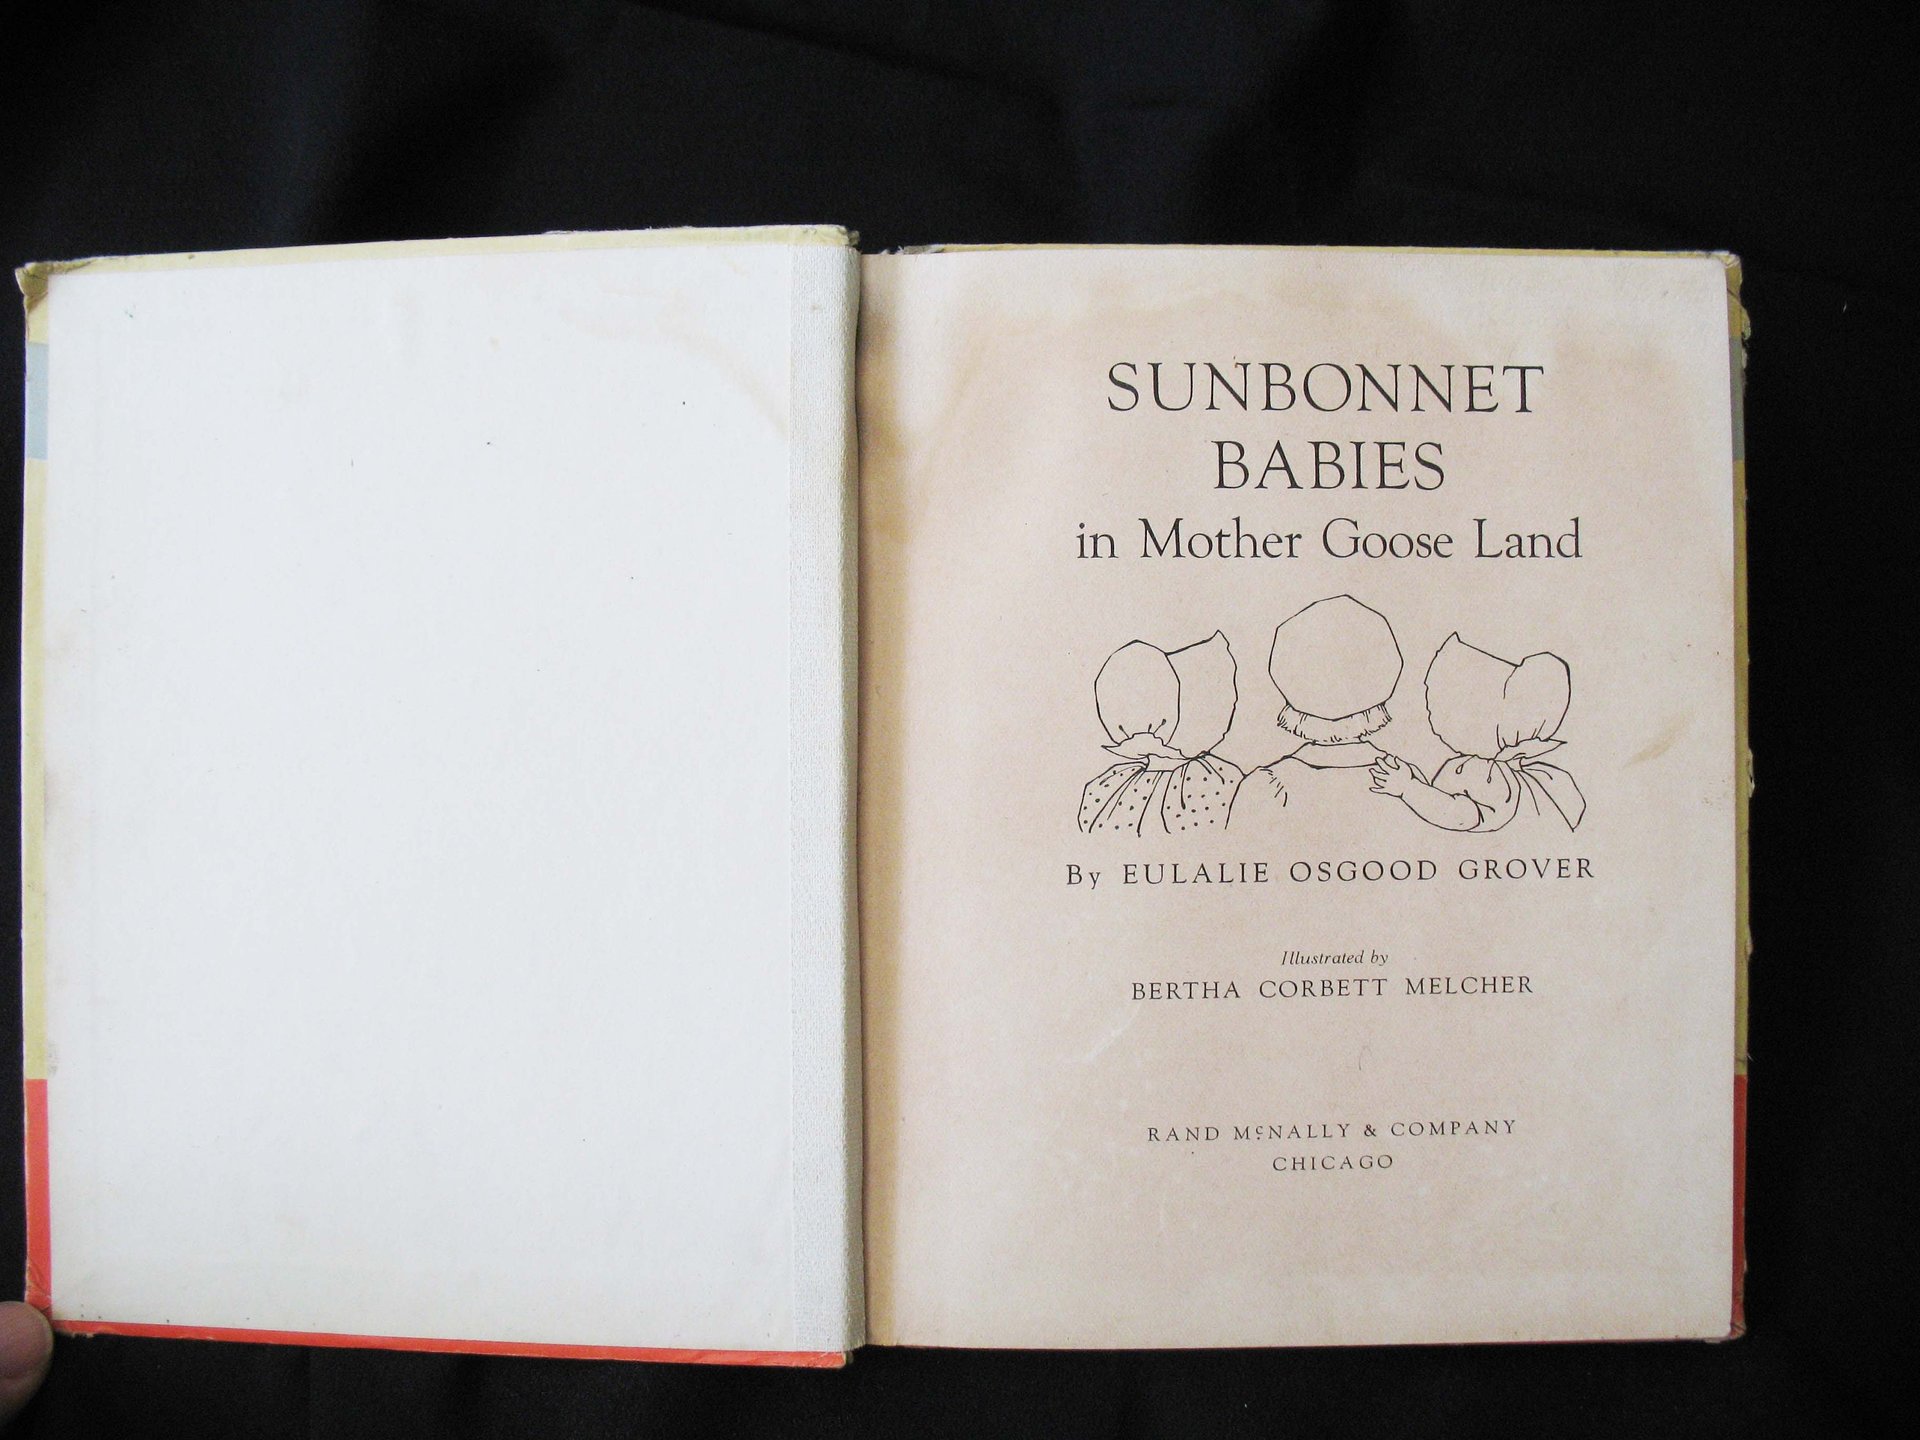 SUNBONNET
BABIES
in Mother Goose Land
By EULALIE OSGOOD GROVER
Illustrated by
BERTHA CORBETT MELCHER
RAND McNALLY & COMPANY
CHICAGO